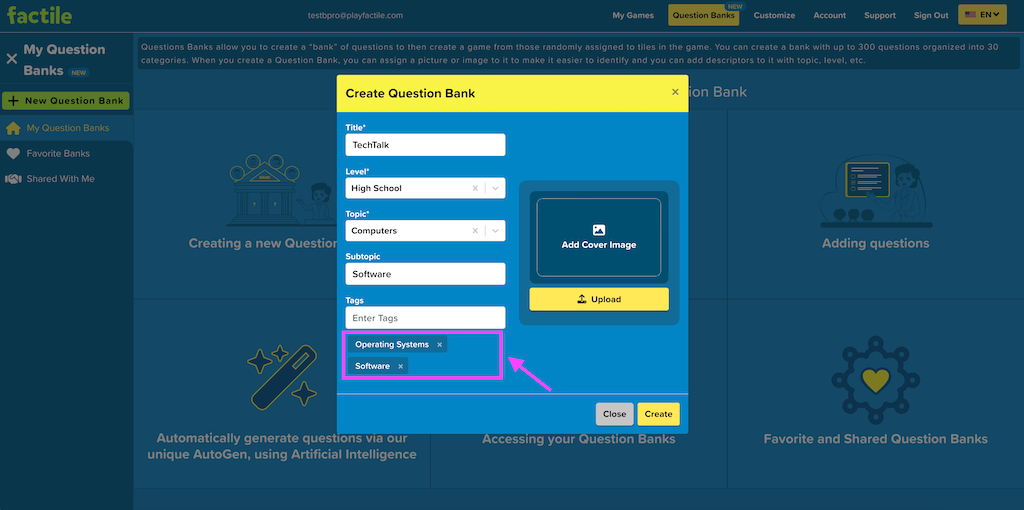 factile
testbpro@playfactile.com
My Games
Question Banks
NEW
Customize
Account
Support
Sign Out
EN
My Question
Banks NEW
Questions Banks allow you to create a "bank" of questions to then create a game from those randomly assigned to tiles in the game. You can create a bank with up to 300 questions organized into 30
categories. When you create a Question Bank, you can assign a picture or image to it to make it easier to identify and you can add descriptors to it with topic, level, etc.
+ New Question Bank
My Question Banks
Favorite Banks
Shared With Me
Bank
Creating a new
Adding questions
Automatically generate questions via our
unique AutoGen, using Artificial Intelligence
Accessing your Question Banks
Favorite and Shared Question Banks
Create Question Bank ×
Title*
TechTalk
Level*
High School ×
Topic*
Computers ×
Subtopic
Software
Tags
Enter Tags
Operating Systems ×
Software ×
Add Cover Image
Upload
Close
Create